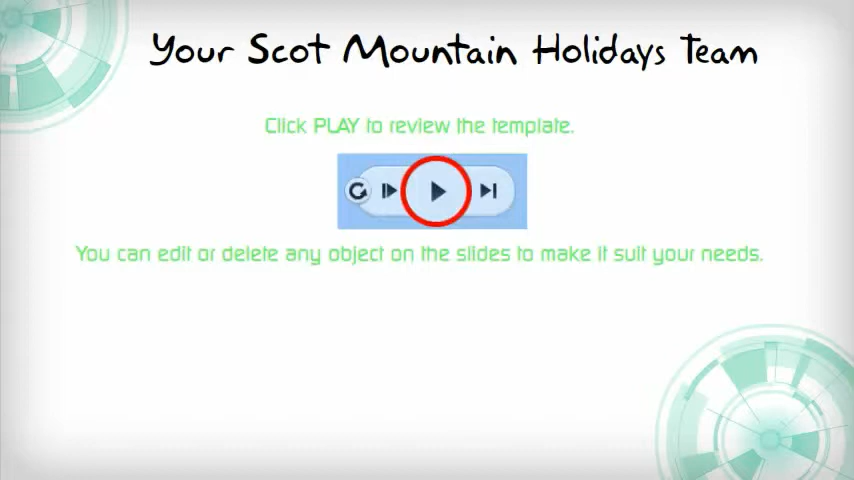 Your Scot Mountain Holidays Team
Click PLAY to review the template.
You can edit or delete any object on the slides to make it suit your needs.